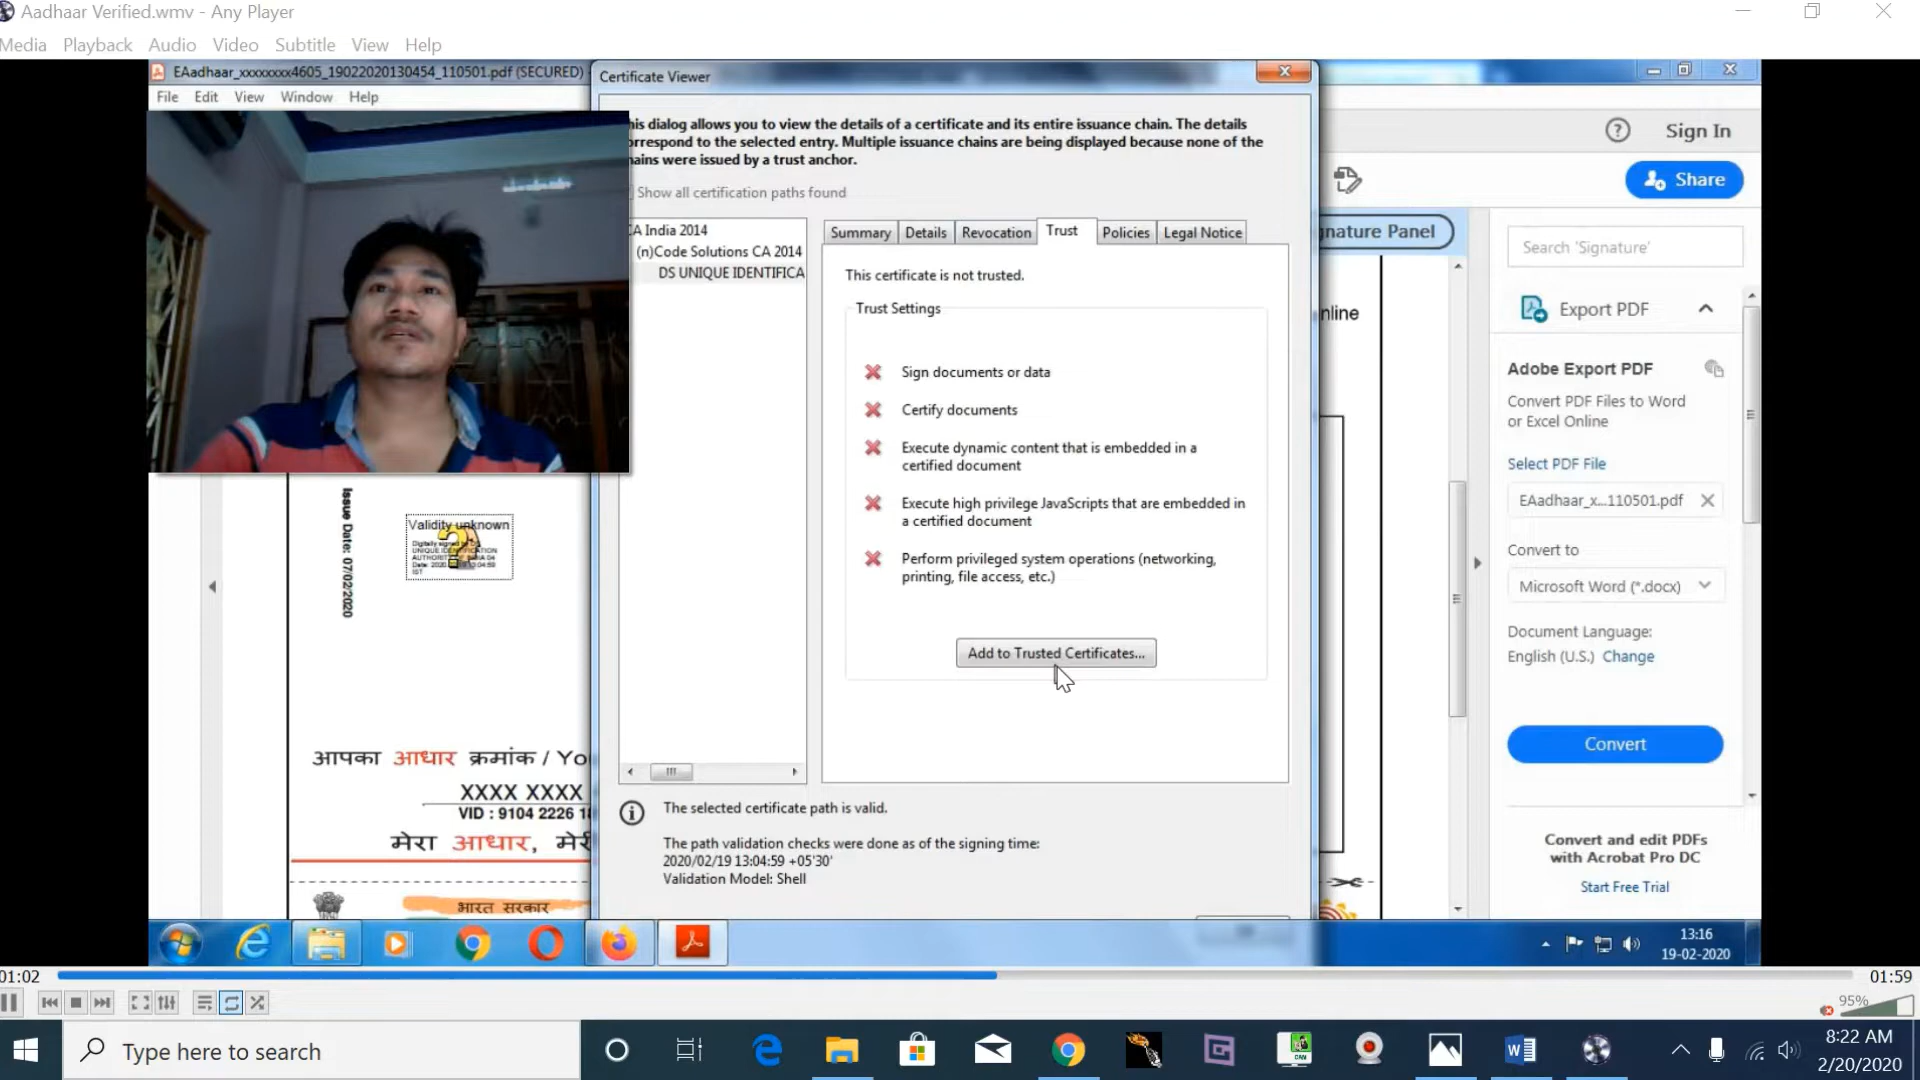 Aadhaar Verified.wmv - Any Player
Media Playback Audio Video Subtitle View Help
EAadhaar_xxxxxxxx4605_19022020130454_110501.pdf (SECURED)
File Edit View Window Help
Certificate Viewer
his dialog allows you to view the details of a certificate and its entire issuance chain. The details
orrespond to the selected entry. Multiple issuance chains are being displayed because none of the
hains were issued by a trust anchor.
Show all certification paths found
CA India 2014
(n)Code Solutions CA 2014
DS UNIQUE IDENTIFICA
Summary Details Revocation Trust Policies Legal Notice
This certificate is not trusted.
Trust Settings
Sign documents or data
Certify documents
Execute dynamic content that is embedded in a
certified document
Execute high privilege JavaScripts that are embedded in
a certified document
Perform privileged system operations (networking,
printing, file access, etc.)
Add to Trusted Certificates...
The selected certificate path is valid.
The path validation checks were done as of the signing time:
2020/02/19 13:04:59 +05'30'
Validation Model: Shell
Sign In
Share
nature Panel
nline
Search 'Signature'
Export PDF
Adobe Export PDF
Convert PDF Files to Word
or Excel Online
Select PDF File
EAadhaar_x...110501.pdf
Convert to
Microsoft Word (*.docx)
Document Language:
English (U.S.) Change
Convert
Convert and edit PDFs
with Acrobat Pro DC
Start Free Trial
Issue Date: 07/02/2020
Validity unknown
Digitally signed
UNIQUE IDENTIFICATION
AUTHORITY OF INDIA 04
आपका आधार क्रमांक / Yo
XXXX XXXX
VID : 9104 2226 1
मेरा आधार, मेरी
भारत सरकार
13:16
19-02-2020
01:02
01:59
95%
Type here to search
8:22 AM
2/20/2020